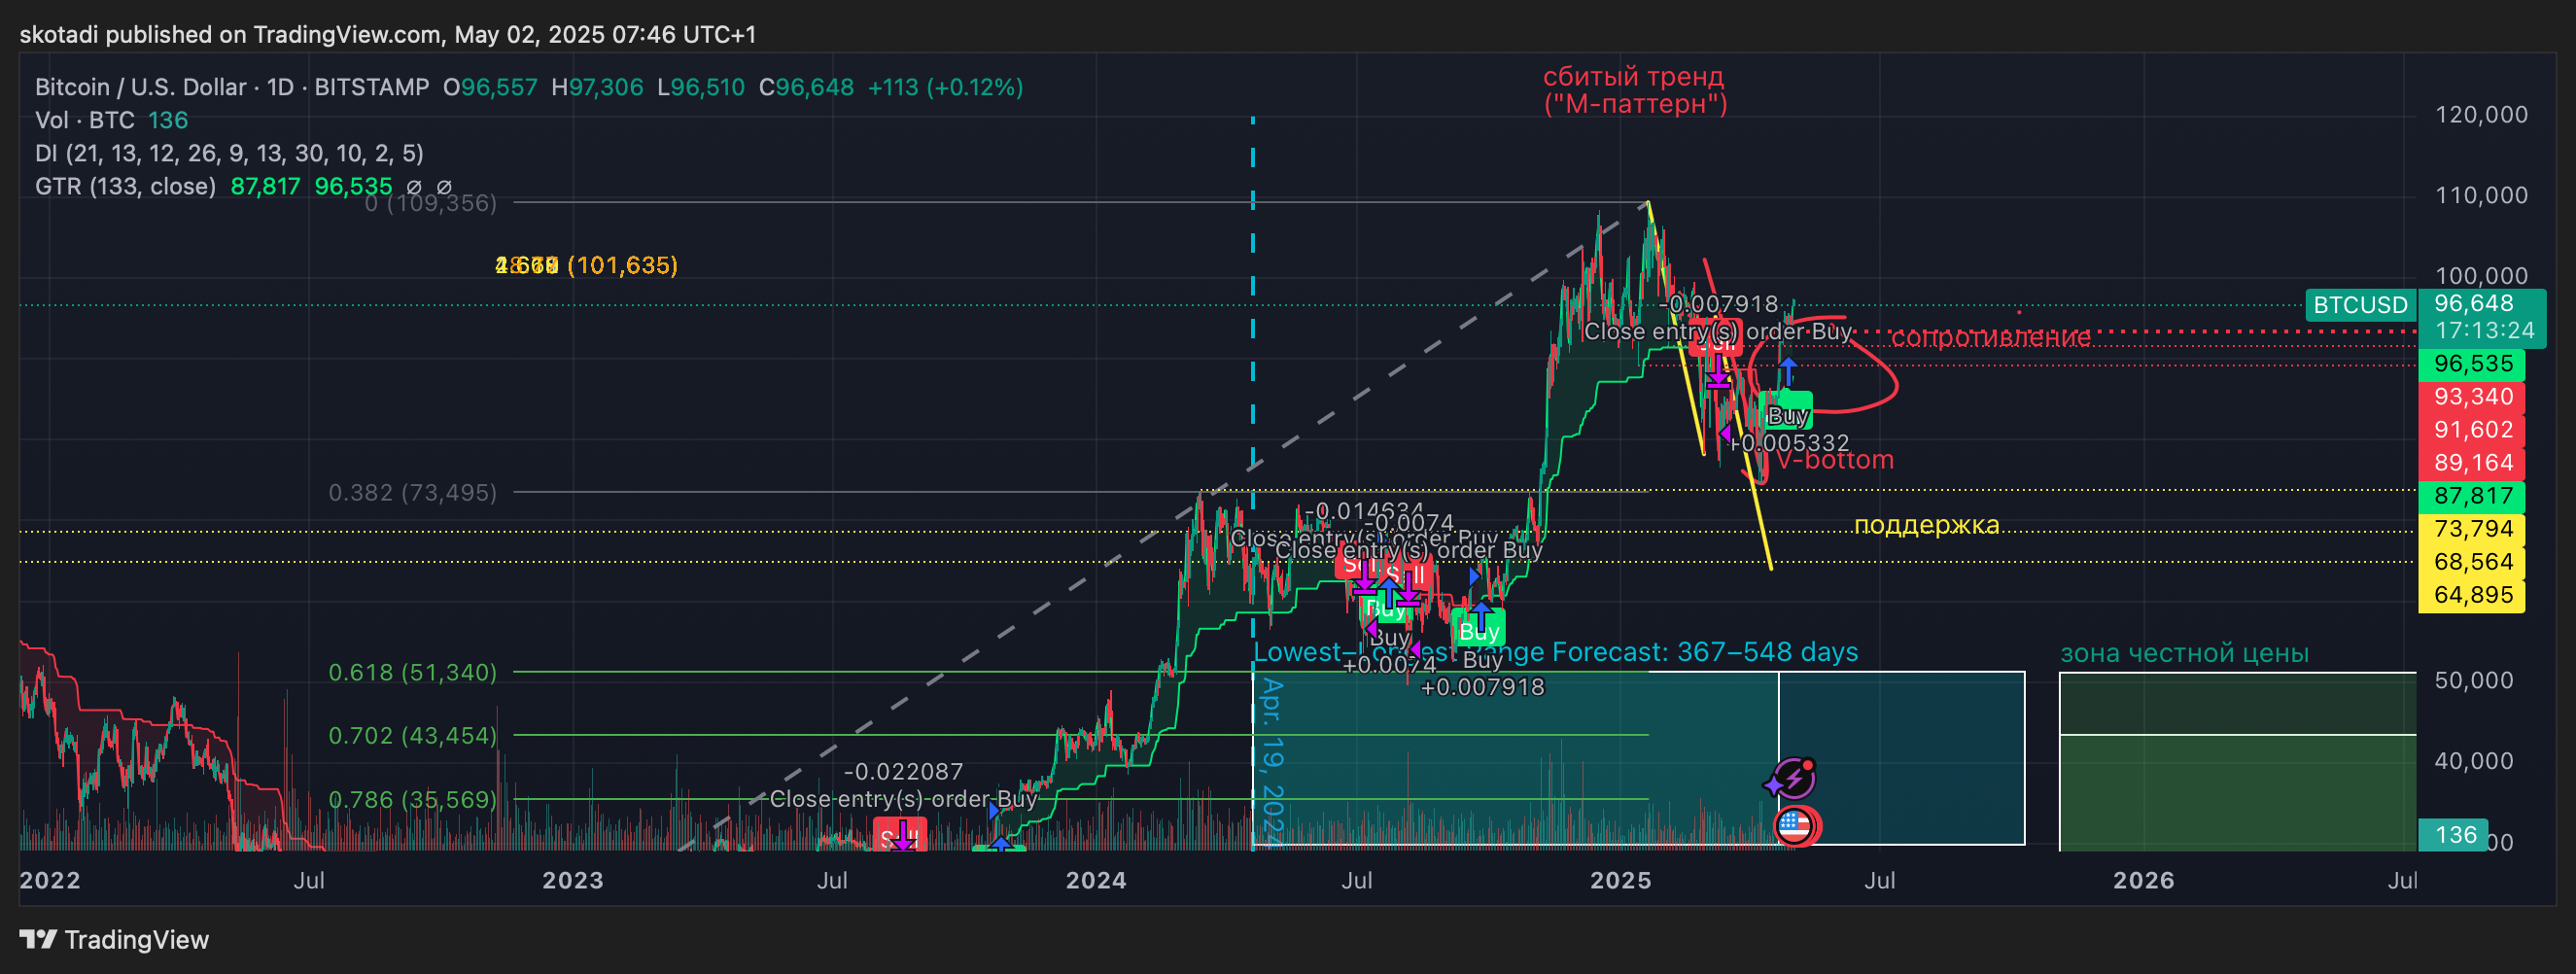 skotadi published on TradingView.com, May 02, 2025 07:46 UTC+1
Bitcoin / U.S. Dollar · 1D · BITSTAMP O96,557 H97,306 L96,510 C96,648 +113 (+0.12%)
Vol · BTC 136
DI (21, 13, 12, 26, 9, 13, 30, 10, 2, 5)
GTR (133, close) 87,817 96,535 ∅ ∅
сбитый тренд
("М-паттерн")
0 (109,356)
(101,635)
0.382 (73,495)
0.618 (51,340)
0.702 (43,454)
0.786 (35,569)
-0.007918
Close entry(s) order Buy
Buy
+0.005332
V-bottom
сопротивление
поддержка
-0.014634
-0.0074
Close entry(s) order Buy
Close entry(s) order Buy
Sell
Buy
Buy
+0.0074
Buy
Buy
+0.007918
Lowest–Longest Range Forecast: 367–548 days
Apr. 19, 2024
зона честной цены
-0.022087
Close entry(s) order Buy
Sell
120,000
110,000
100,000
BTCUSD
96,648
17:13:24
96,535
93,340
91,602
89,164
87,817
73,794
68,564
64,895
50,000
40,000
136
2022
Jul
2023
Jul
2024
Jul
2025
Jul
2026
Jul
TradingView